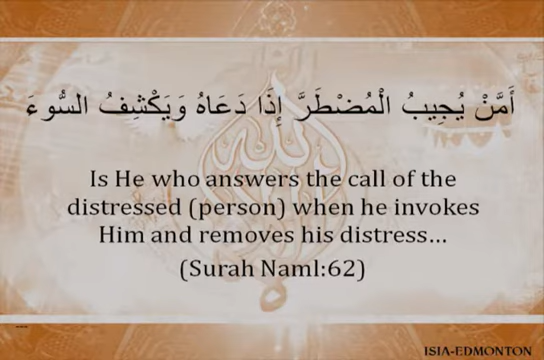 أَمَّنْ يُجِيبُ الْمُضْطَرَّ إِذَا دَعَاهُ وَيَكْشِفُ السُّوءَ
Is He who answers the call of the
distressed (person) when he invokes
Him and removes his distress…
(Surah Naml:62)
ISIA-EDMONTON